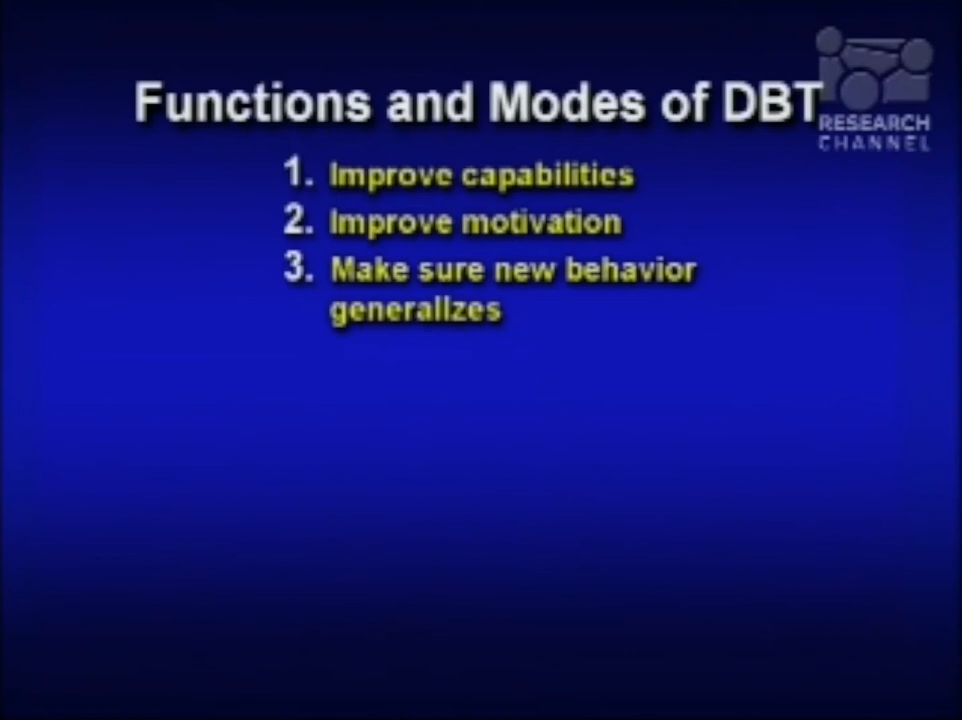 Functions and Modes of DBT
RESEARCH
CHANNEL
1. Improve capabilities
2. Improve motivation
3. Make sure new behavior
generalizes